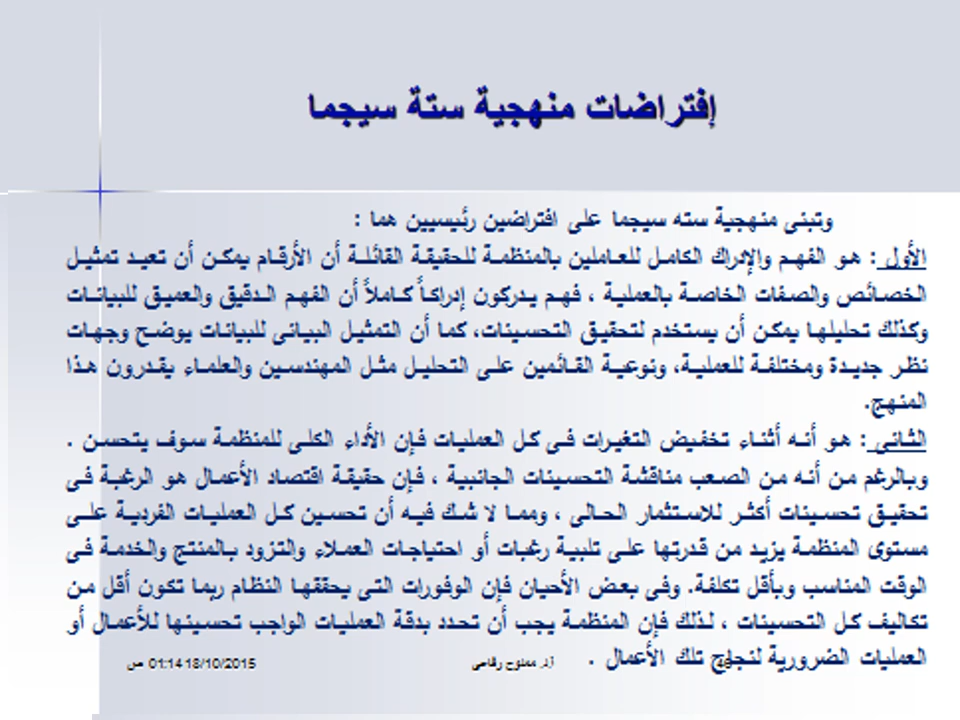 إفتراضات منهجية ستة سيجما
وتبنى منهجية سته سيجما على افتراضين رئيسيين هما :
الأول : هو الفهم والإدراك الكامل للعاملين بالمنظمة للحقيقة القائلة أن الأرقام يمكن أن تعيد تمثيل
الخصائص والصفات الخاصة بالعملية ، فهم يدركون إدراكاً كاملاً أن الفهم الدقيق والعميق للبيانات
وكذلك تحليلها يمكن أن يستخدم لتحقيق التحسينات، كما أن التمثيل البيانى للبيانات يوضح وجهات
نظر جديدة ومختلفة للعملية، ونوعية القائمين على التحليل مثل المهندسين والعلماء يقدرون هذا
المنهج.
الثانى : هو أنه أثناء تخفيض التغيرات فى كل العمليات فإن الأداء الكلى للمنظمة سوف يتحسن .
وبالرغم من أنه من الصعب مناقشة التحسينات الجانبية ، فإن حقيقة اقتصاد الأعمال هو الرغبة فى
تحقيق تحسينات أكثر للاستثمار الحالى ، ومما لا شك فيه أن تحسين كل العمليات الفردية على
مستوى المنظمة يزيد من قدرتها على تلبية رغبات أو احتياجات العملاء والتزود بالمنتج والخدمة فى
الوقت المناسب وبأقل تكلفة. وفى بعض الأحيان فإن الوفورات التى يحققها النظام ربما تكون أقل من
تكاليف كل التحسينات ، لذلك فإن المنظمة يجب أن تحدد بدقة العمليات الواجب تحسينها للأعمال أو
العمليات الضرورية لنجاح تلك الأعمال .
أ.د. ممدوح رفاعى
18/10/2015 01:14 ص